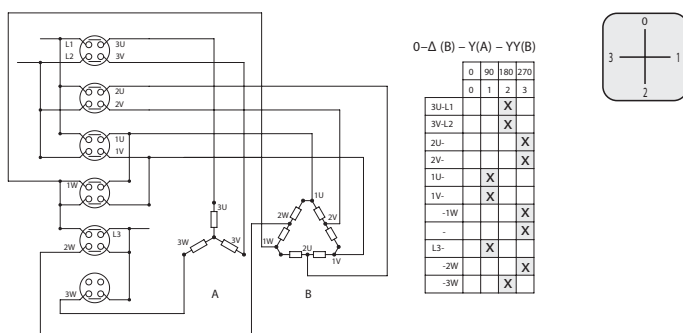 L1
3U
L2
3V
2U
2V
1U
1V
1W
L3
2W
3W
3U
3W
3V
A
1U
2W
2V
1W
2U
1V
B
0–Δ (B) – Y(A) – YY(B)
0 90 180 270
0 1 2 3
3U-L1 X
3V-L2 X
2U- X
2V- X
1U- X
1V- X
-1W X
- X
L3- X
-2W X
-3W X
0
3 1
2